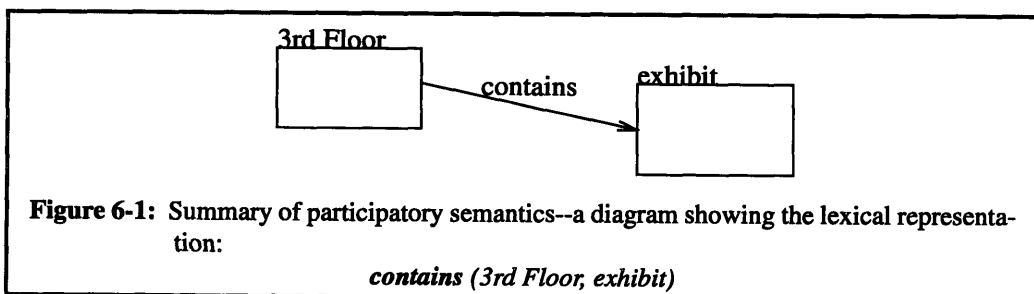 3rd Floor
contains
exhibit
Figure 6-1: Summary of participatory semantics--a diagram showing the lexical representa-
tion:
contains (3rd Floor, exhibit)